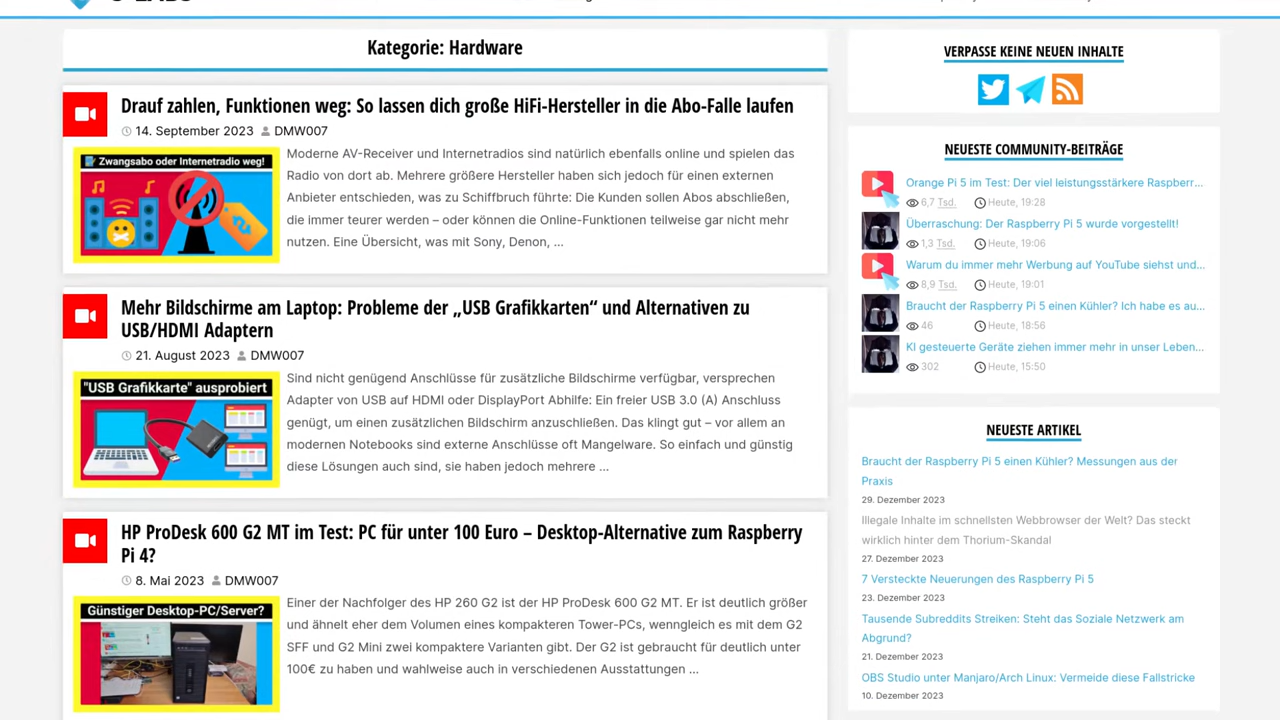 Kategorie: Hardware
Drauf zahlen, Funktionen weg: So lassen dich große HiFi-Hersteller in die Abo-Falle laufen
14. September 2023 DMW007
Zwangsabo oder Internetradio weg!
Moderne AV-Receiver und Internetradios sind natürlich ebenfalls online und spielen das
Radio von dort ab. Mehrere größere Hersteller haben sich jedoch für einen externen
Anbieter entschieden, was zu Schiffbruch führte: Die Kunden sollen Abos abschließen,
die immer teurer werden – oder können die Online-Funktionen teilweise gar nicht mehr
nutzen. Eine Übersicht, was mit Sony, Denon, ...
Mehr Bildschirme am Laptop: Probleme der „USB Grafikkarten“ und Alternativen zu
USB/HDMI Adaptern
21. August 2023 DMW007
"USB Grafikkarte" ausprobiert
Sind nicht genügend Anschlüsse für zusätzliche Bildschirme verfügbar, versprechen
Adapter von USB auf HDMI oder DisplayPort Abhilfe: Ein freier USB 3.0 (A) Anschluss
genügt, um einen zusätzlichen Bildschirm anzuschließen. Das klingt gut – vor allem an
modernen Notebooks sind externe Anschlüsse oft Mangelware. So einfach und günstig
diese Lösungen auch sind, sie haben jedoch mehrere ...
HP ProDesk 600 G2 MT im Test: PC für unter 100 Euro – Desktop-Alternative zum Raspberry
Pi 4?
8. Mai 2023 DMW007
Günstiger Desktop-PC/Server?
Einer der Nachfolger des HP 260 G2 ist der HP ProDesk 600 G2 MT. Er ist deutlich größer
und ähnelt eher dem Volumen eines kompakteren Tower-PCs, wenngleich es mit dem G2
SFF und G2 Mini zwei kompaktere Varianten gibt. Der G2 ist gebraucht für deutlich unter
100€ zu haben und wahlweise auch in verschiedenen Ausstattungen ...
VERPASSE KEINE NEUEN INHALTE
NEUESTE COMMUNITY-BEITRÄGE
Orange Pi 5 im Test: Der viel leistungsstärkere Raspberr...
6,7 Tsd. Heute, 19:28
Überraschung: Der Raspberry Pi 5 wurde vorgestellt!
1,3 Tsd. Heute, 19:06
Warum du immer mehr Werbung auf YouTube siehst und...
8,9 Tsd. Heute, 19:01
Braucht der Raspberry Pi 5 einen Kühler? Ich habe es au...
46 Heute, 18:56
KI gesteuerte Geräte ziehen immer mehr in unser Leben...
302 Heute, 15:50
NEUESTE ARTIKEL
Braucht der Raspberry Pi 5 einen Kühler? Messungen aus der
Praxis
29. Dezember 2023
Illegale Inhalte im schnellsten Webbrowser der Welt? Das steckt
wirklich hinter dem Thorium-Skandal
27. Dezember 2023
7 Versteckte Neuerungen des Raspberry Pi 5
23. Dezember 2023
Tausende Subreddits Streiken: Steht das Soziale Netzwerk am
Abgrund?
21. Dezember 2023
OBS Studio unter Manjaro/Arch Linux: Vermeide diese Fallstricke
10. Dezember 2023